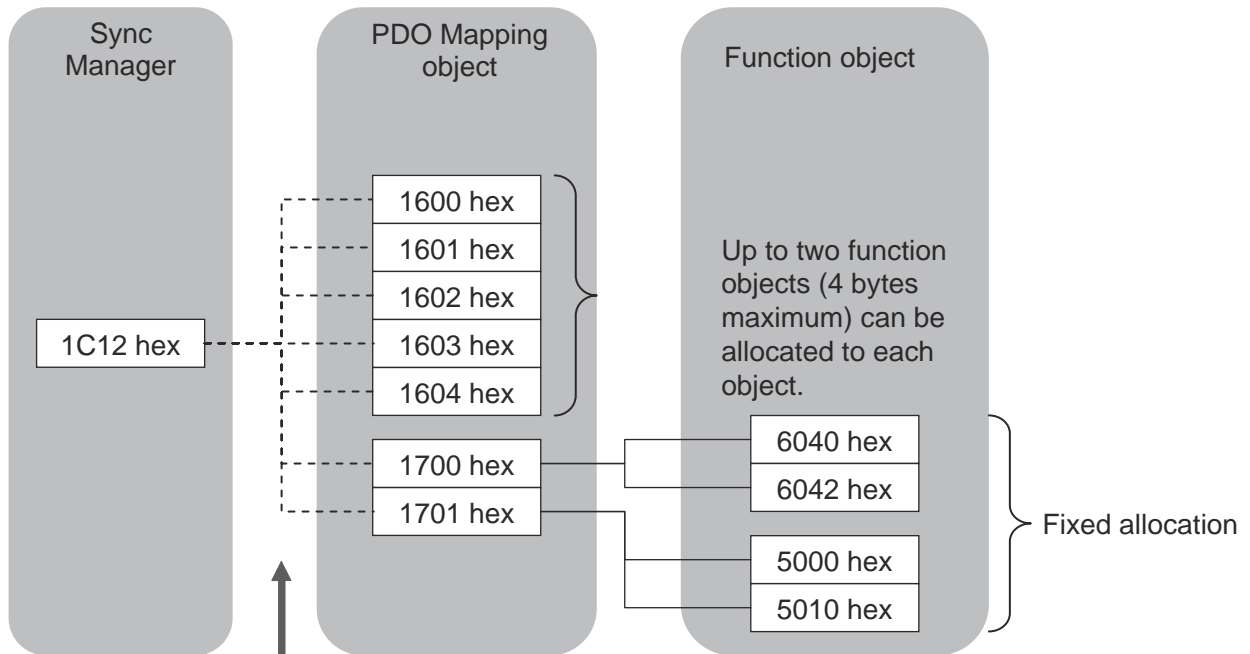 Sync
Manager
PDO Mapping
object
Function object
1600 hex
1601 hex
1602 hex
1603 hex
1604 hex
1C12 hex
Up to two function
objects (4 bytes
maximum) can be
allocated to each
object.
1700 hex
1701 hex
6040 hex
6042 hex
5000 hex
5010 hex
Fixed allocation